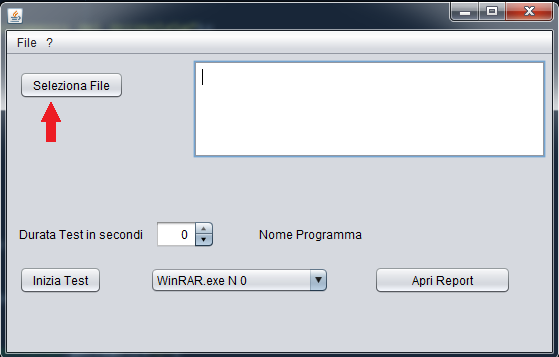 File ?
Seleziona File
Durata Test in secondi 0 Nome Programma
Inizia Test WinRAR.exe N 0 Apri Report